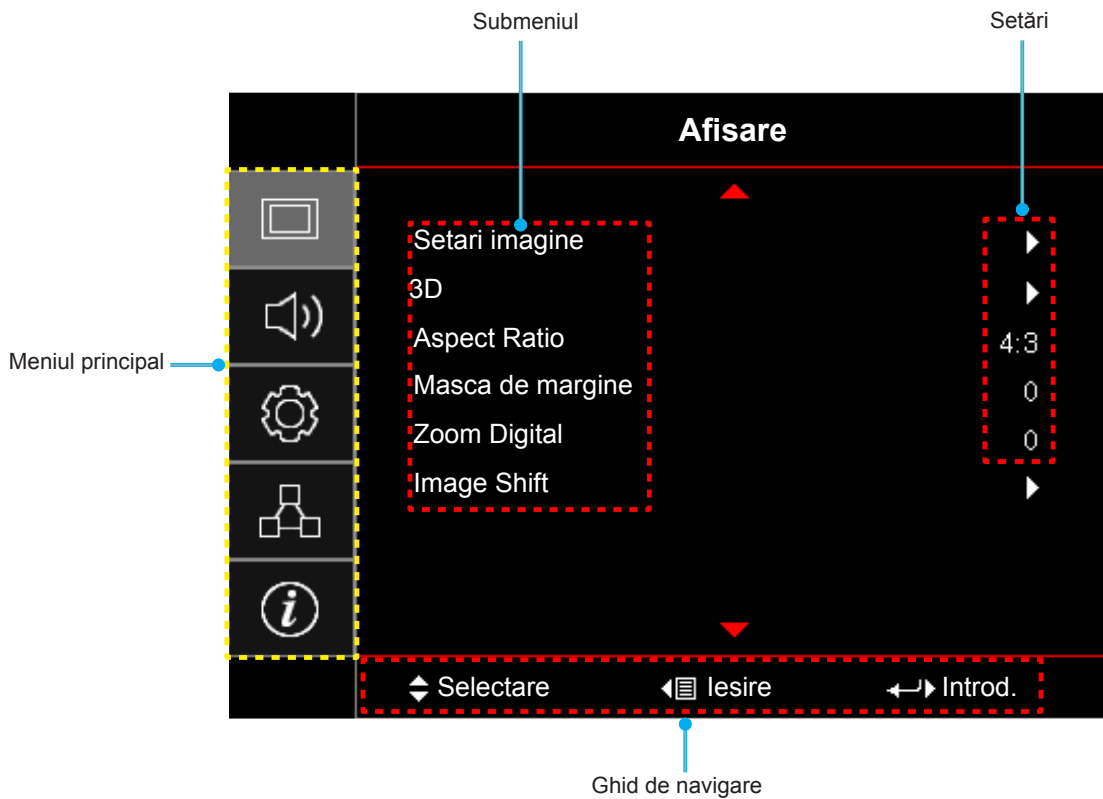 Submeniul
Setări
Afisare
Meniul principal
Setari imagine
3D
Aspect Ratio 4:3
Masca de margine 0
Zoom Digital 0
Image Shift
i
Selectare Iesire Introd.
Ghid de navigare